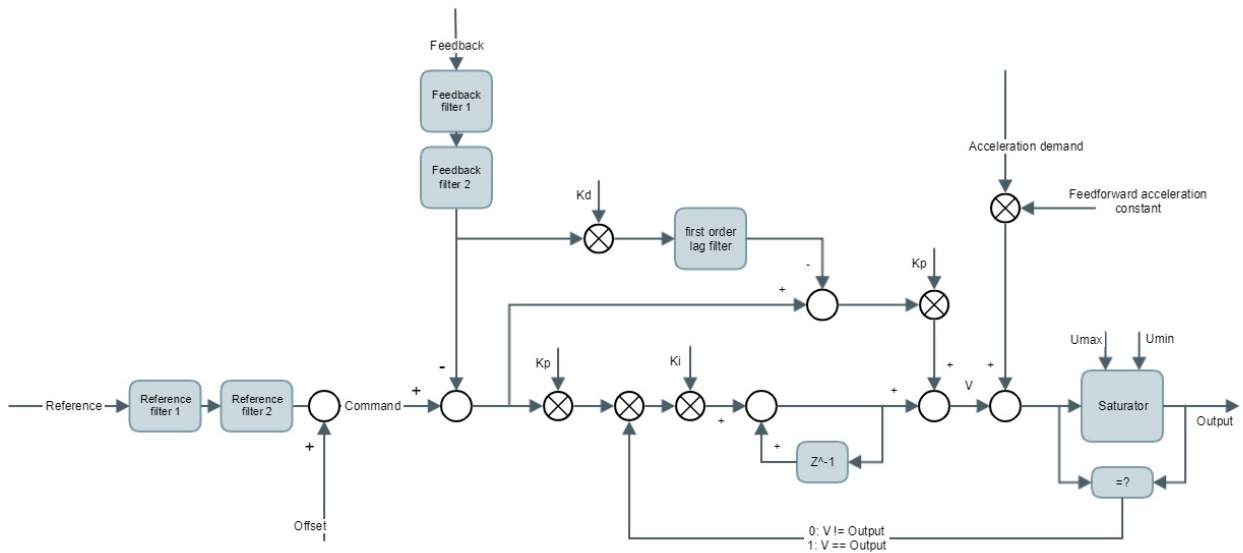 Feedback
Feedback
filter 1
Feedback
filter 2
Acceleration demand
Feedforward acceleration
constant
Kd
first order
lag filter
-
Kp
+
Umax
Umin
-
+
Kp
Ki
+
+
V
+
Reference
Reference
filter 1
Reference
filter 2
Command
+
Saturator
Output
+
+
Z^-1
=?
Offset
0: V != Output
1: V == Output